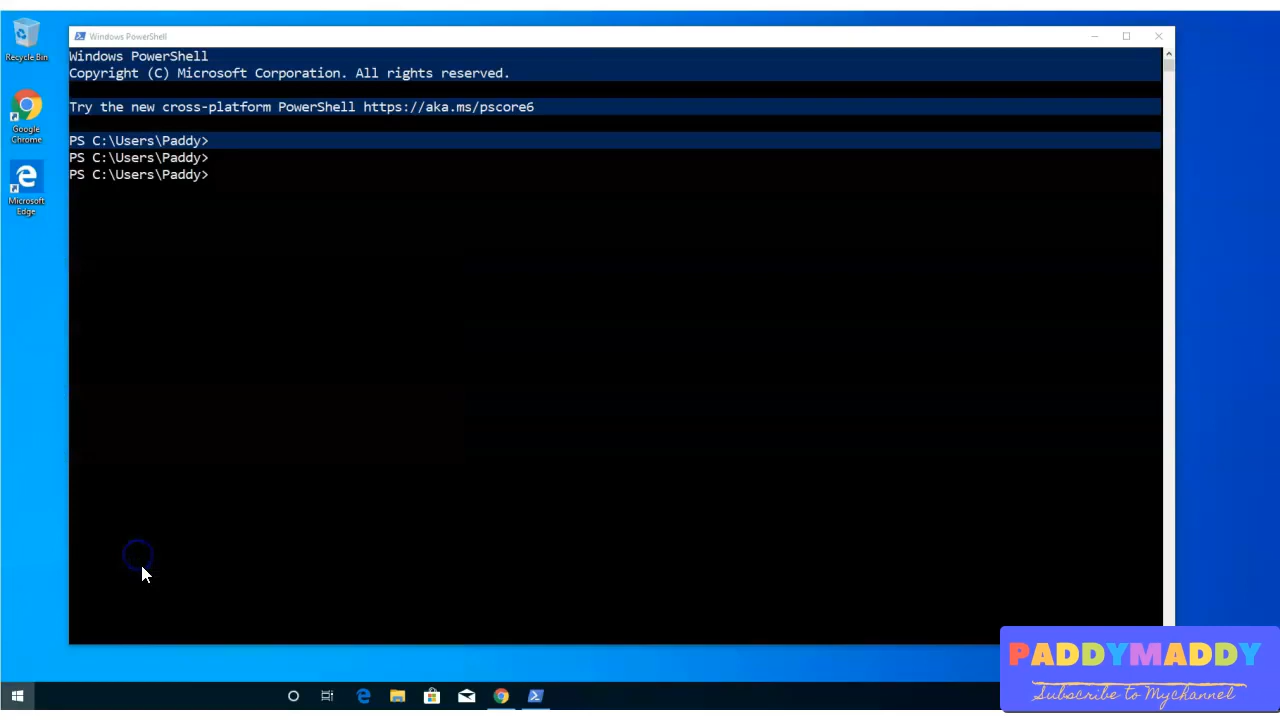 Recycle Bin
Google
Chrome
Microsoft
Edge
Windows PowerShell
Windows PowerShell
Copyright (C) Microsoft Corporation. All rights reserved.
Try the new cross-platform PowerShell https://aka.ms/pscore6
PS C:\Users\Paddy>
PS C:\Users\Paddy>
PS C:\Users\Paddy>
PADDYMADDY
Subscribe to Mychannel